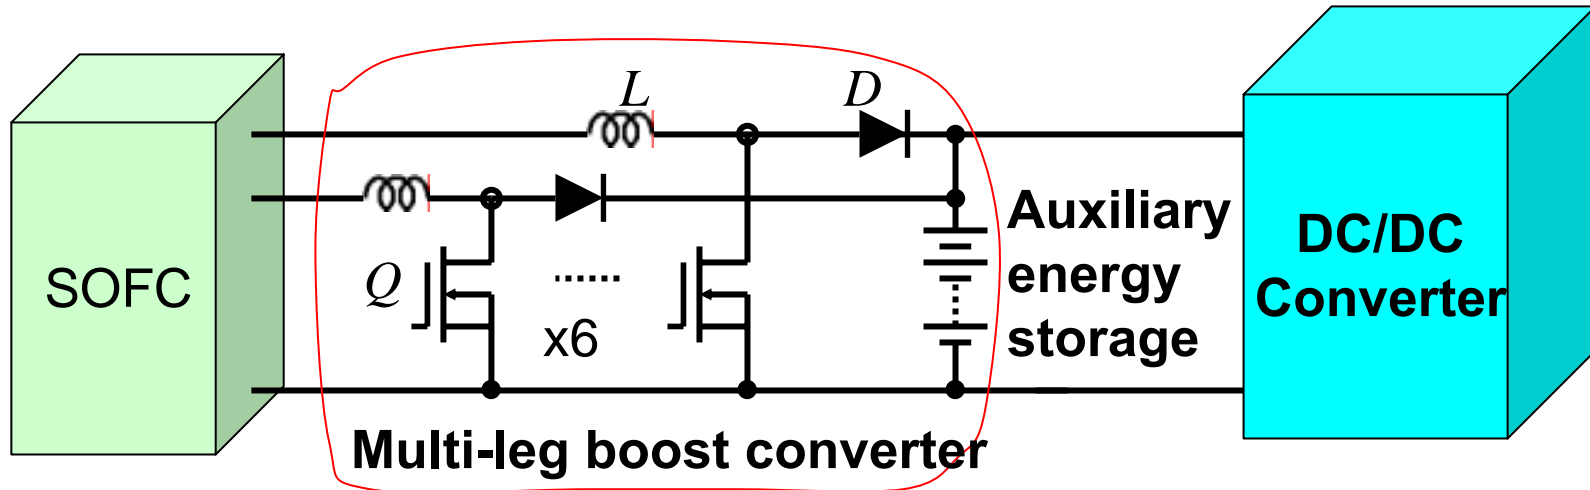 L
D
SOFC
Q
x6
Auxiliary
energy
storage
DC/DC
Converter
Multi-leg boost converter